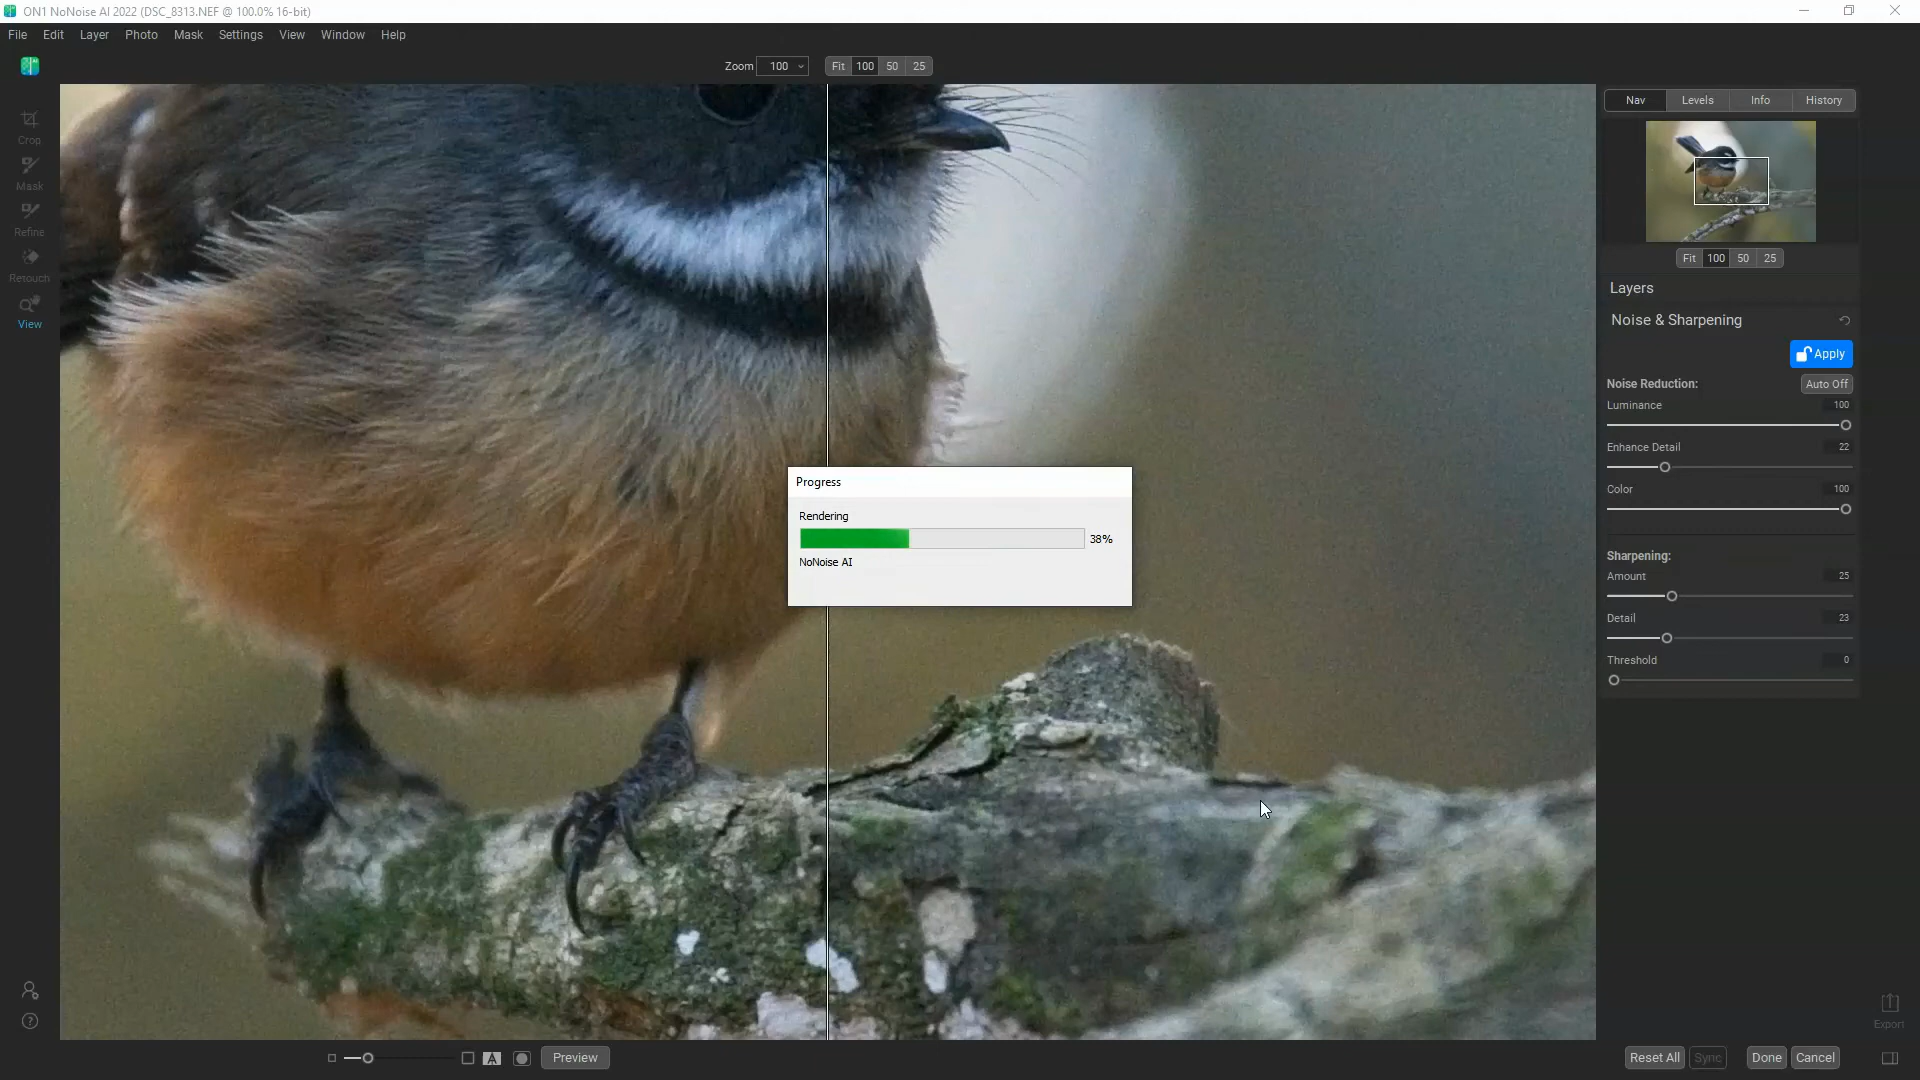 ON1 NoNoise AI 2022 (DSC_8313.NEF @ 100.0% 16-bit)
File Edit Layer Photo Mask Settings View Window Help
Zoom 100 Fit 100 50 25
Crop
Mask
Refine
Retouch
View
Nav Levels Info History
Fit 100 50 25
Layers
Noise & Sharpening
Apply
Noise Reduction: Auto Off
Luminance 100
Enhance Detail 22
Color 100
Sharpening:
Amount 25
Detail 23
Threshold 0
Progress
Rendering
38%
NoNoise AI
Export
A Preview
Reset All Sync Done Cancel